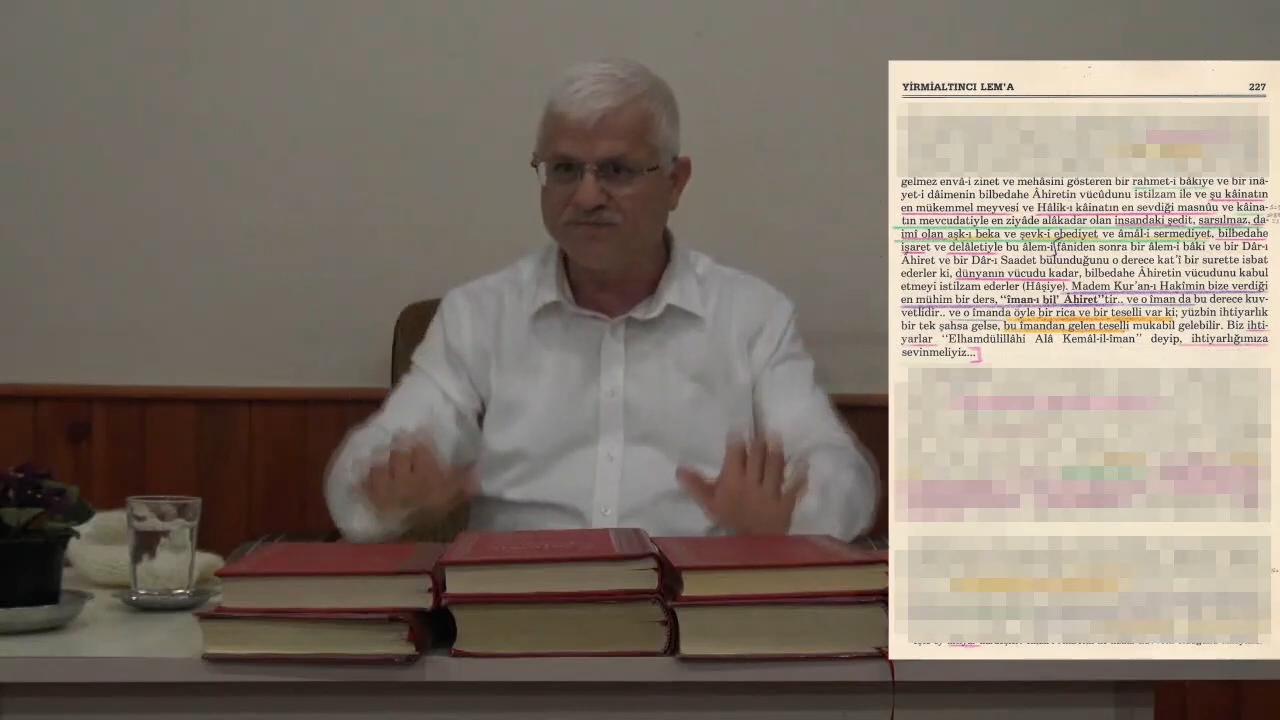 YİRMİALTINCI LEM'A 227
gelmez envâ-i zinet ve mehâsini gösteren bir rahmet-i bâkıye ve bir inâ-
yet-i dâimenin bilbedahe Âhiretin vücûdunu istilzam ile ve şu kâinatın
en mükemmel meyvesi ve Hâlik-ı kâinatın en sevdiği masnûu ve kâina-
tın mevcudatiyle en ziyâde alâkadar olan insandaki şedit, sarsılmaz, da-
imî olan aşk-ı beka ve şevk-i ebediyet ve âmâl-i sermediyet, bilbedahe
işaret ve delâletiyle bu âlem-i fâniden sonra bir âlem-i bâki ve bir Dâr-ı
Âhiret ve bir Dâr-ı Saadet bulunduğunu o derece kat'î bir surette isbat
ederler ki, dünyanın vücudu kadar, bilbedahe Âhiretin vücudunu kabul
etmeyi istilzam ederler (Hâşiye). Madem Kur'an-ı Hakîmin bize verdiği
en mühim bir ders, "îman-ı bil' Âhiret"tir.. ve o îman da bu derece kuv-
vetlidir.. ve o îmanda öyle bir rica ve bir teselli var ki; yüzbin ihtiyarlık
bir tek şahsa gelse, bu îmandan gelen teselli mukabil gelebilir. Biz ihti-
yarlar "Elhamdülillâhi Alâ Kemâl-il-îman" deyip, ihtiyarlığımıza
sevinmeliyiz...]